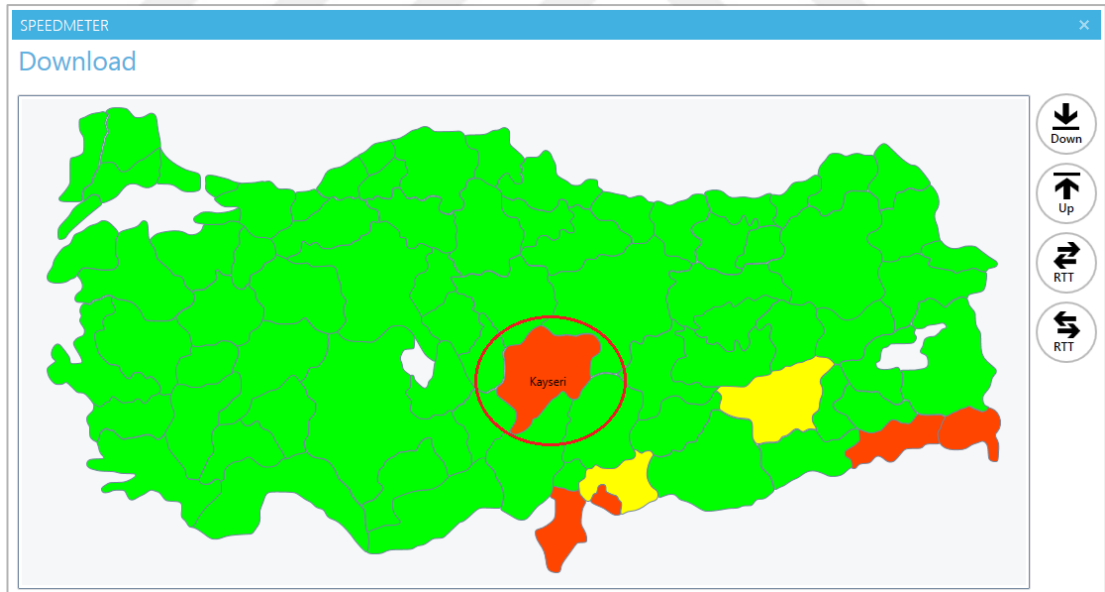 SPEEDMETER
Download
Down
Up
RTT
RTT
Kayseri